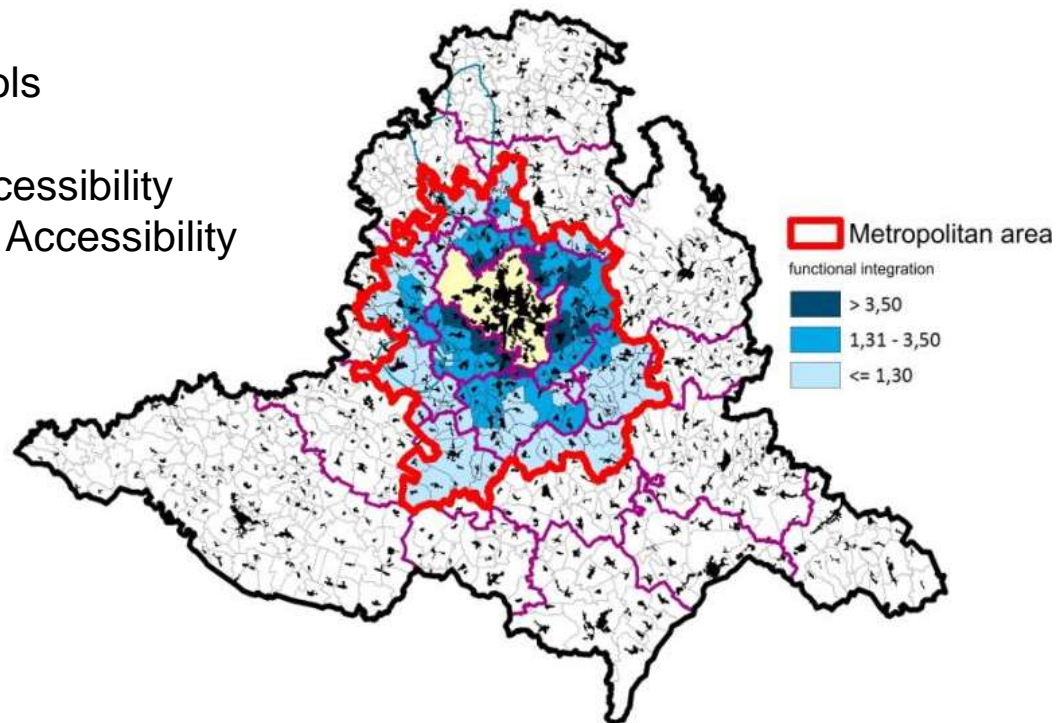 ols
cessibility
Accessibility
Metropolitan area
functional integration
> 3,50
1,31 - 3,50
<= 1,30